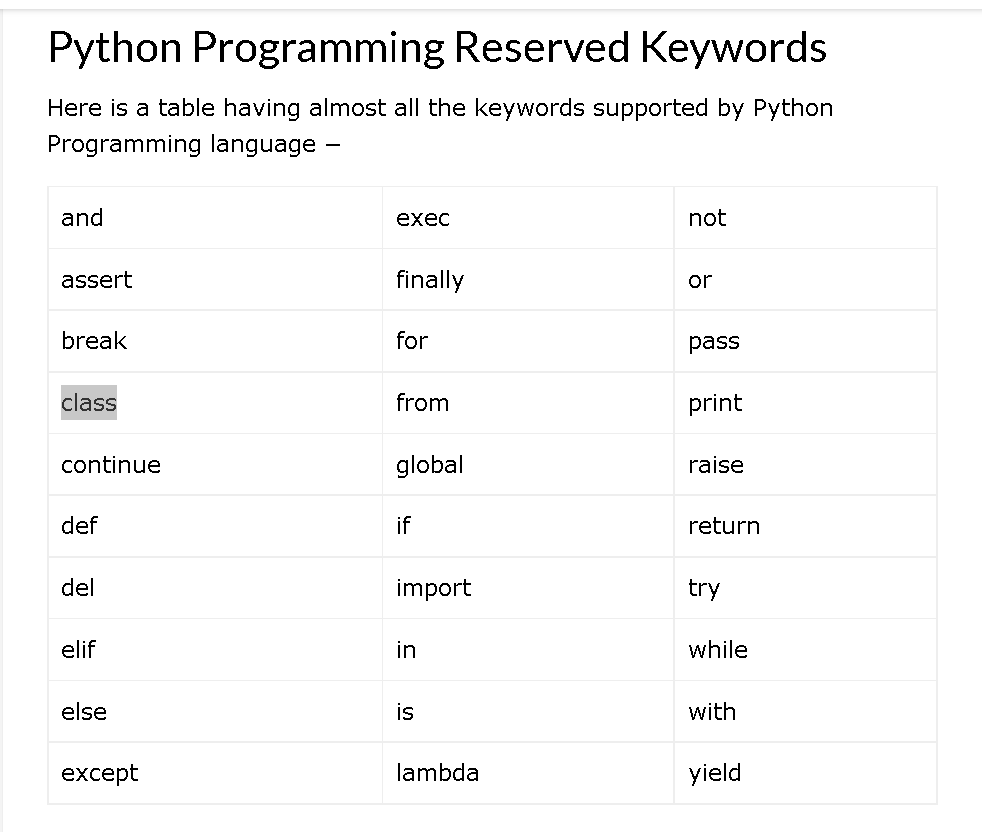 Python Programming Reserved Keywords
Here is a table having almost all the keywords supported by Python
Programming language −
and exec not
assert finally or
break for pass
class from print
continue global raise
def if return
del import try
elif in while
else is with
except lambda yield